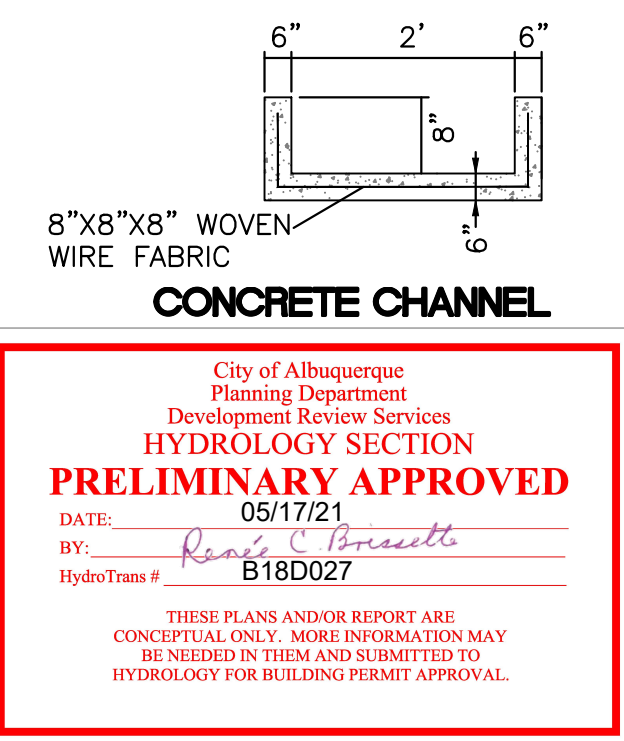 6" 2' 6"
8"
6"
8"X8"X8" WOVEN
WIRE FABRIC
CONCRETE CHANNEL
City of Albuquerque
Planning Department
Development Review Services
HYDROLOGY SECTION
PRELIMINARY APPROVED
DATE: 05/17/21
BY: Renée C. Brissette
HydroTrans # B18D027
THESE PLANS AND/OR REPORT ARE
CONCEPTUAL ONLY. MORE INFORMATION MAY
BE NEEDED IN THEM AND SUBMITTED TO
HYDROLOGY FOR BUILDING PERMIT APPROVAL.